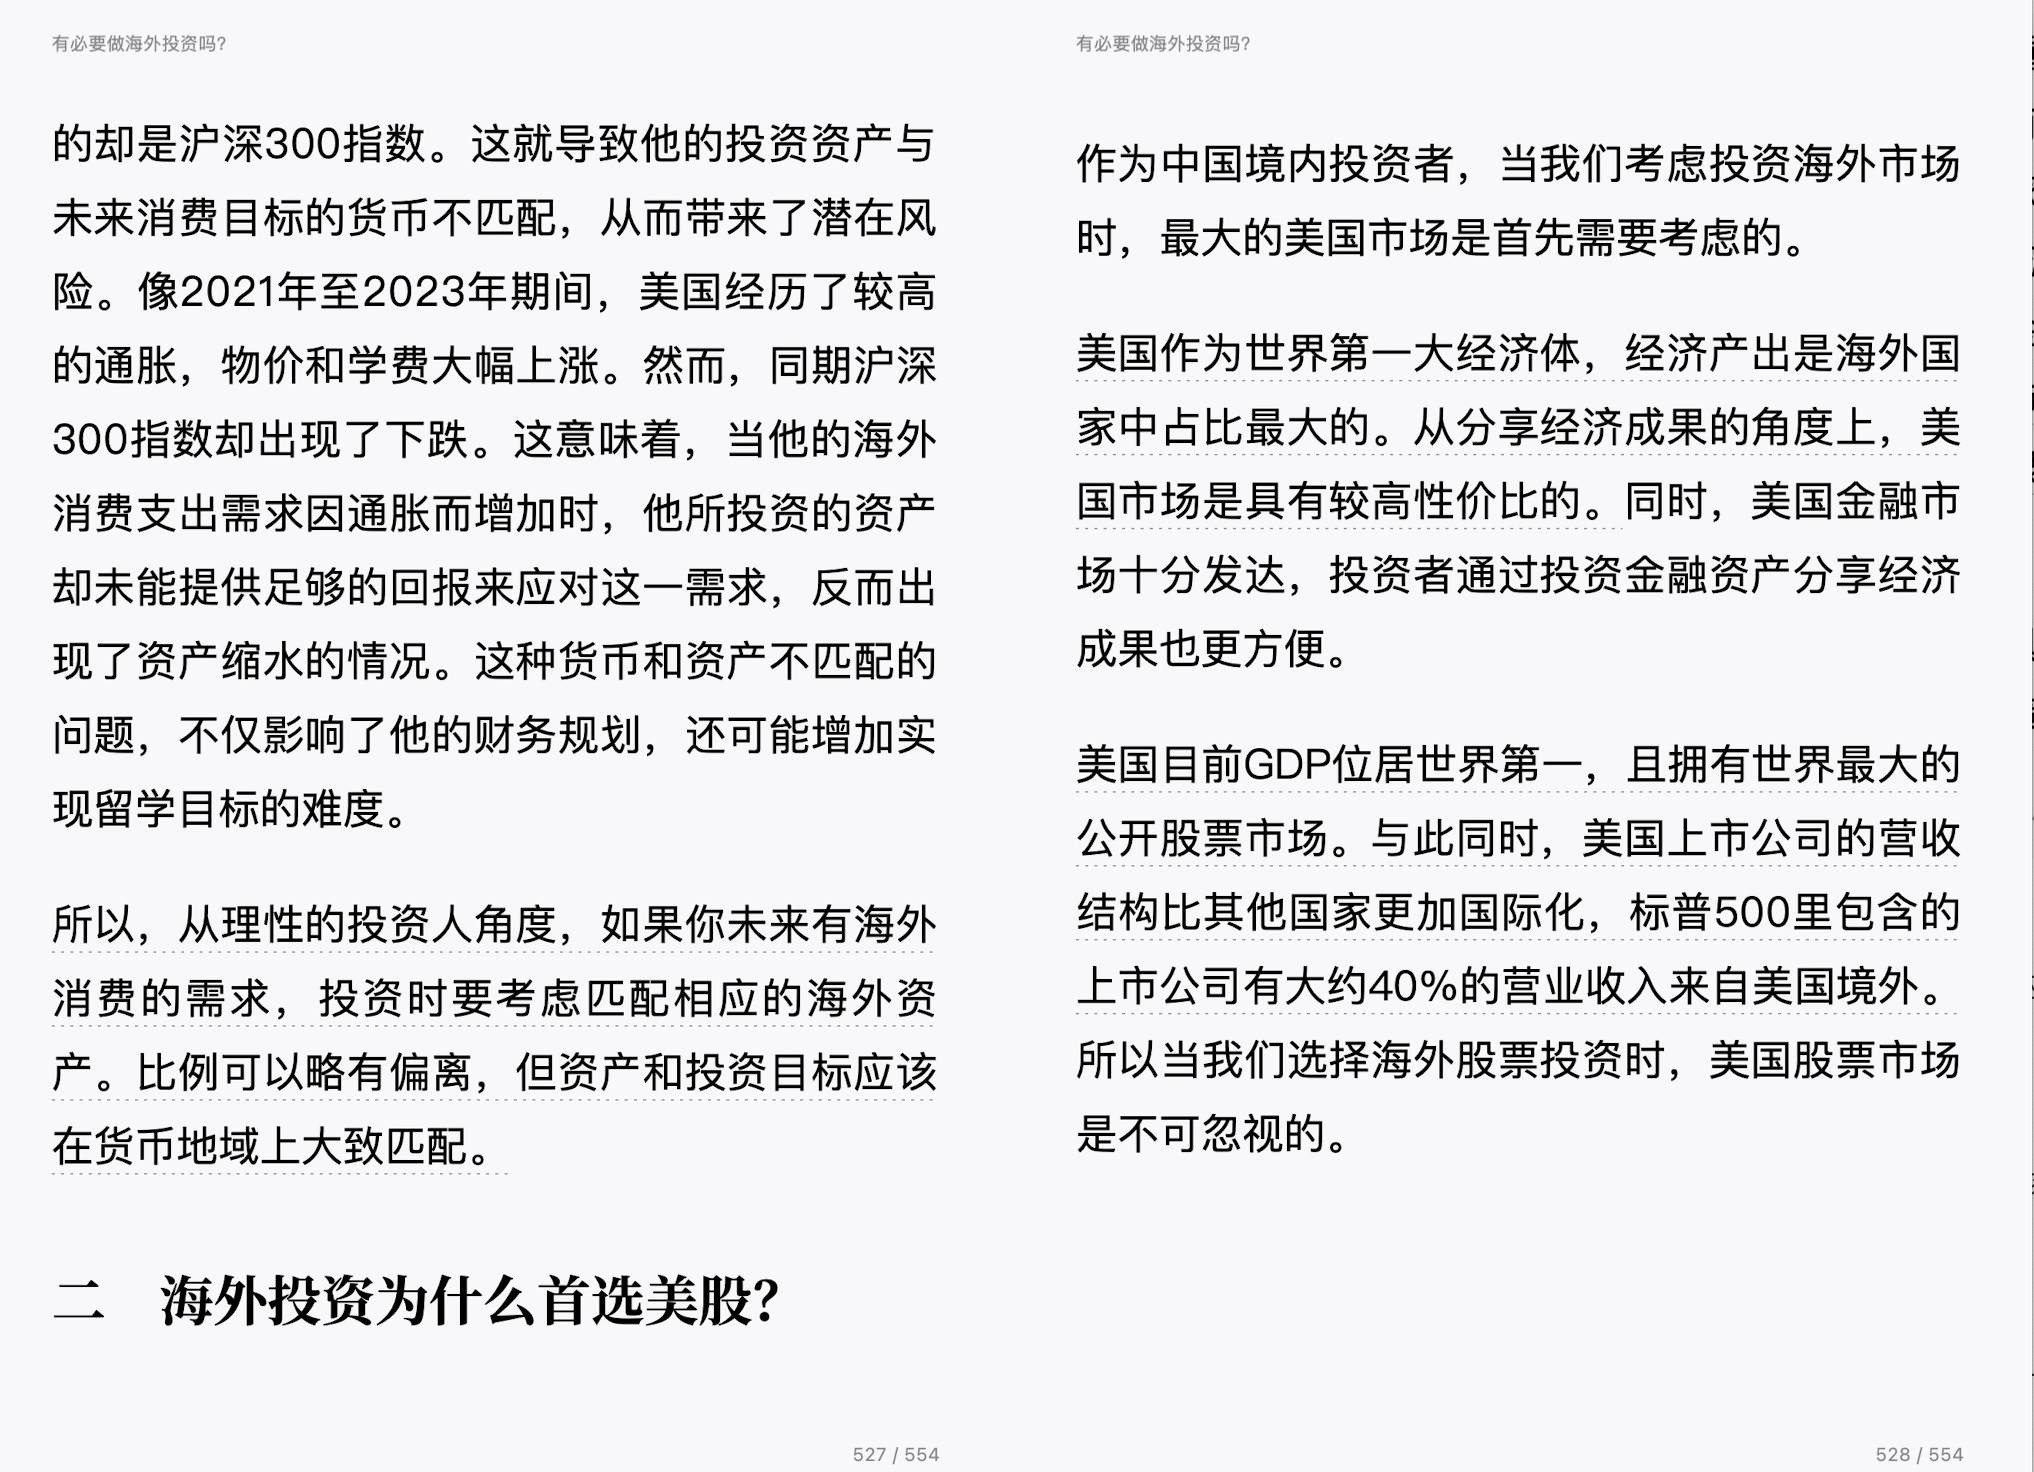 有必要做海外投资吗?
的却是沪深300指数。这就导致他的投资资产与
未来消费目标的货币不匹配，从而带来了潜在风
险。像2021年至2023年期间，美国经历了较高
的通胀，物价和学费大幅上涨。然而，同期沪深
300指数却出现了下跌。这意味着，当他的海外
消费支出需求因通胀而增加时，他所投资的资产
却未能提供足够的回报来应对这一需求，反而出
现了资产缩水的情况。这种货币和资产不匹配的
问题，不仅影响了他的财务规划，还可能增加实
现留学目标的难度。
所以，从理性的投资人角度，如果你未来有海外
消费的需求，投资时要考虑匹配相应的海外资
产。比例可以略有偏离，但资产和投资目标应该
在货币地域上大致匹配。
二 海外投资为什么首选美股?
527 / 554
有必要做海外投资吗?
作为中国境内投资者，当我们考虑投资海外市场
时，最大的美国市场是首先需要考虑的。
美国作为世界第一大经济体，经济产出是海外国
家中占比最大的。从分享经济成果的角度上，美
国市场是具有较高性价比的。同时，美国金融市
场十分发达，投资者通过投资金融资产分享经济
成果也更方便。
美国目前GDP位居世界第一，且拥有世界最大的
公开股票市场。与此同时，美国上市公司的营收
结构比其他国家更加国际化，标普500里包含的
上市公司有大约40%的营业收入来自美国境外。
所以当我们选择海外股票投资时，美国股票市场
是不可忽视的。
528 / 554